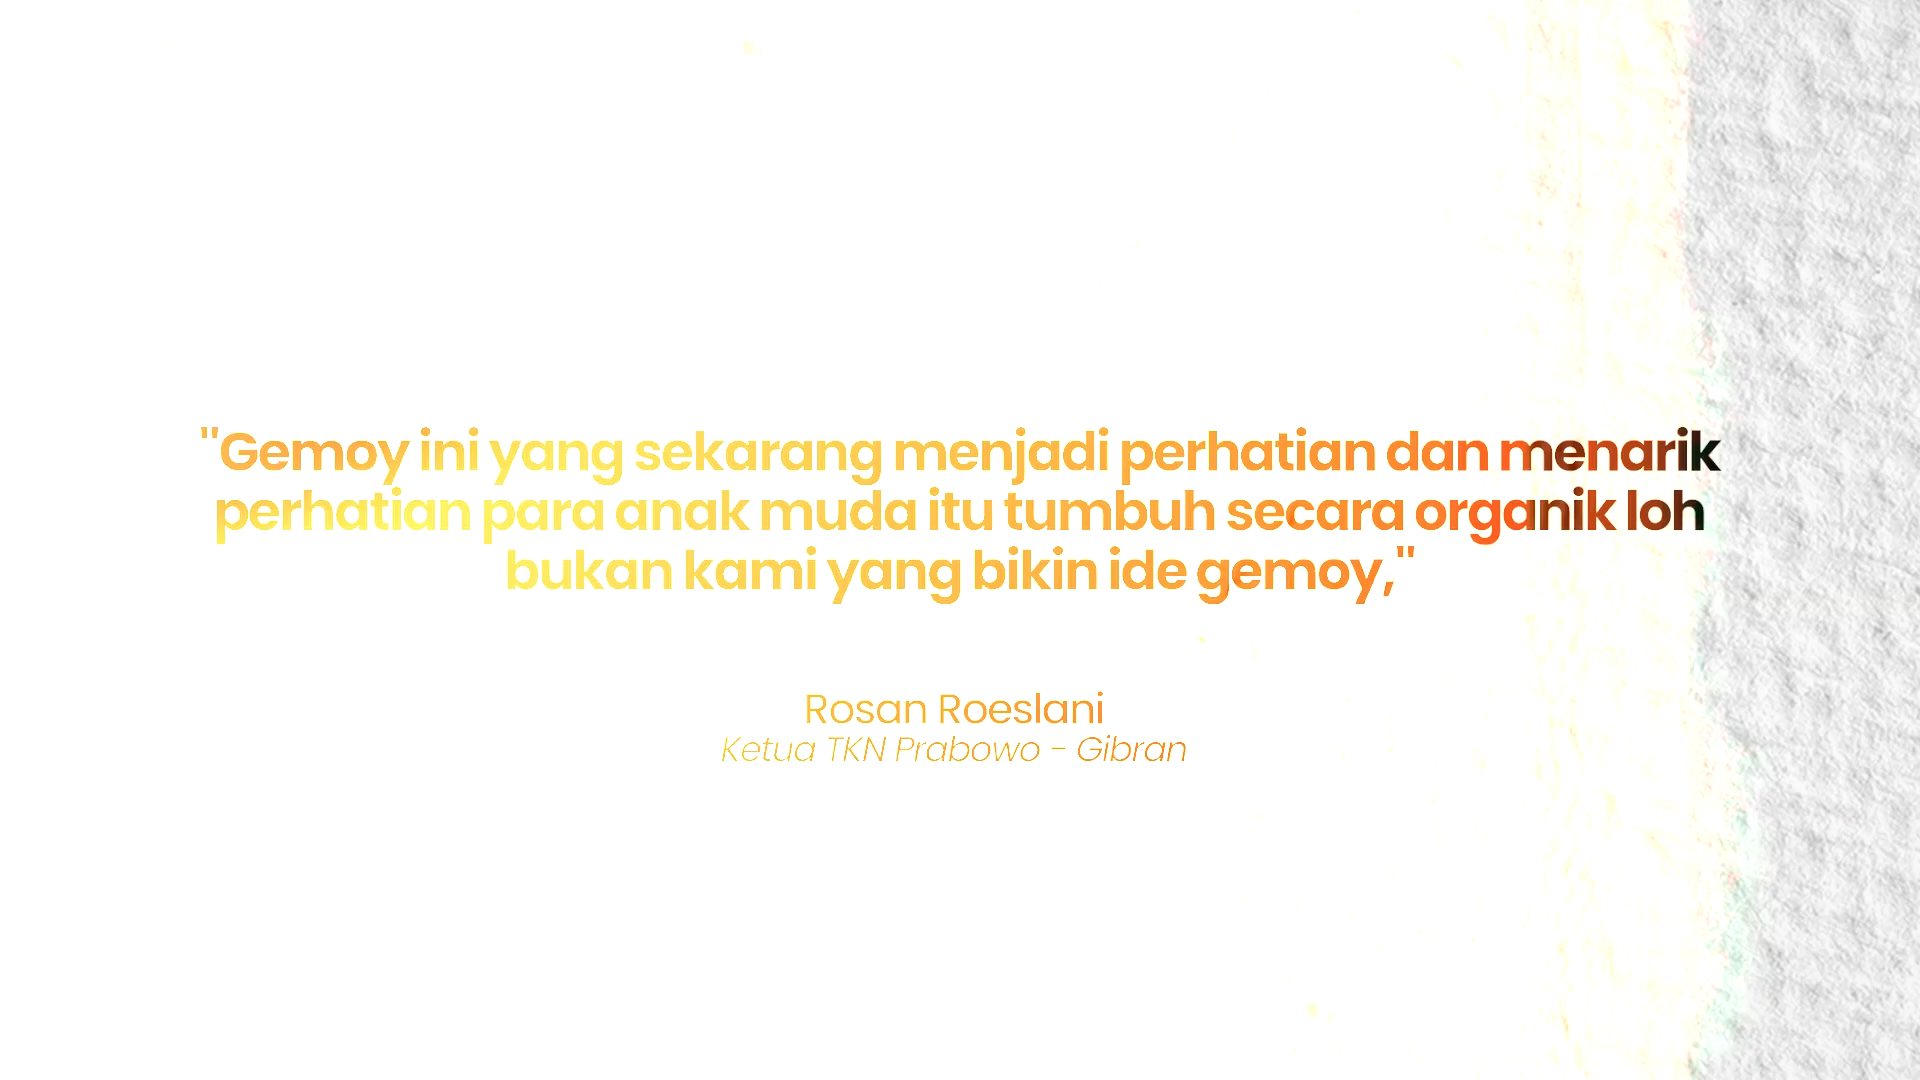 "Gemoy ini yang sekarang menjadi perhatian dan menarik
perhatian para anak muda itu tumbuh secara organik loh
bukan kami yang bikin ide gemoy,"
Rosan Roeslani
Ketua TKN Prabowo - Gibran